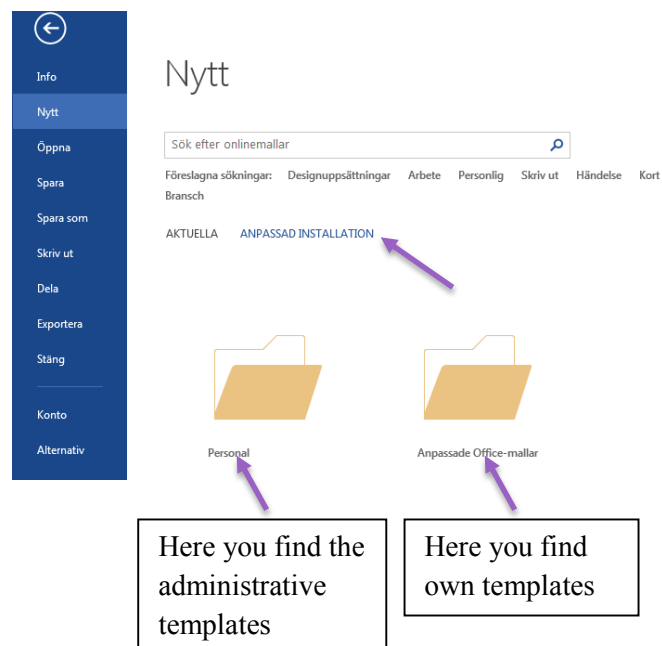 Info
Nytt
Öppna
Spara
Spara som
Skriv ut
Dela
Exportera
Stäng
Konto
Alternativ
Nytt
Sök efter onlinemallar
Föreslagna sökningar: Designuppsättningar Arbete Personlig Skriv ut Händelse Kort
Bransch
AKTUELLA ANPASSAD INSTALLATION
Personal Anpassade Office-mallar
Here you find the
administrative
templates
Here you find
own templates